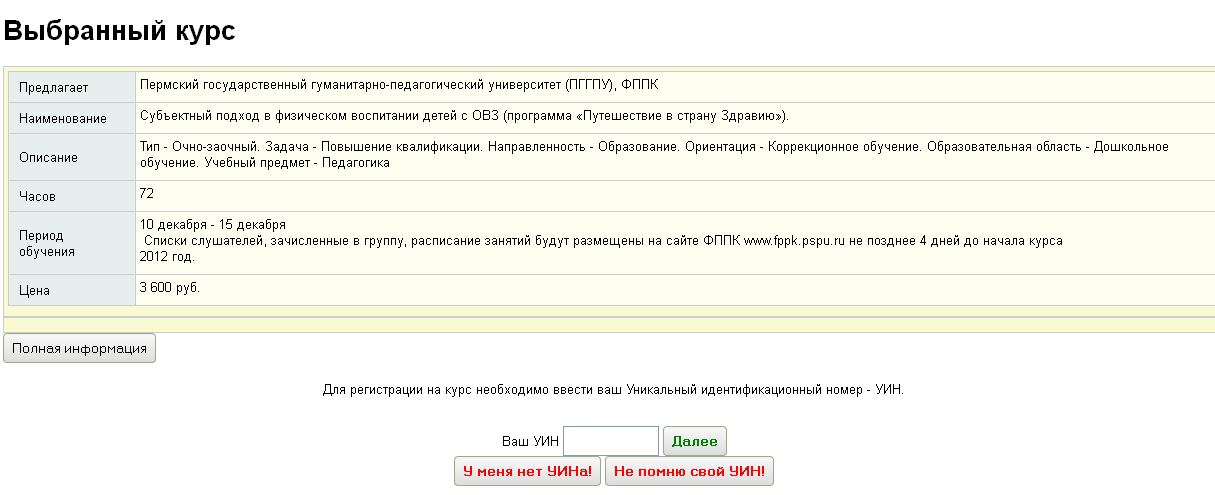 Выбранный курс
Предлагает
Пермский государственный гуманитарно-педагогический университет (ПГГПУ), ФППК
Наименование
Субъектный подход в физическом воспитании детей с ОВЗ (программа «Путешествие в страну Здравию»).
Описание
Тип - Очно-заочный. Задача - Повышение квалификации. Направленность - Образование. Ориентация - Коррекционное обучение. Образовательная область - Дошкольное
обучение. Учебный предмет - Педагогика
Часов
72
Период
обучения
10 декабря - 15 декабря
Списки слушателей, зачисленные в группу, расписание занятий будут размещены на сайте ФППК www.fppk.pspu.ru не позднее 4 дней до начала курса
2012 год.
Цена
3 600 руб.
Полная информация
Для регистрации на курс необходимо ввести ваш Уникальный идентификационный номер - УИН.
Ваш УИН
Далее
У меня нет УИНа!
Не помню свой УИН!